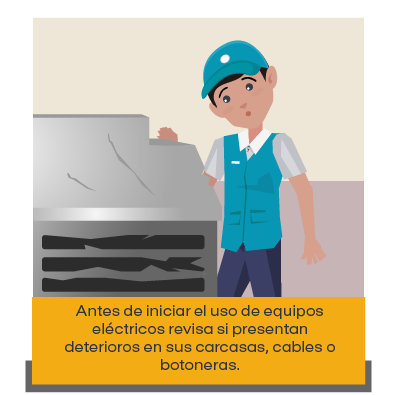 Antes de iniciar el uso de equipos
eléctricos revisa si presentan
deterioros en sus carcasas, cables o
botoneras.